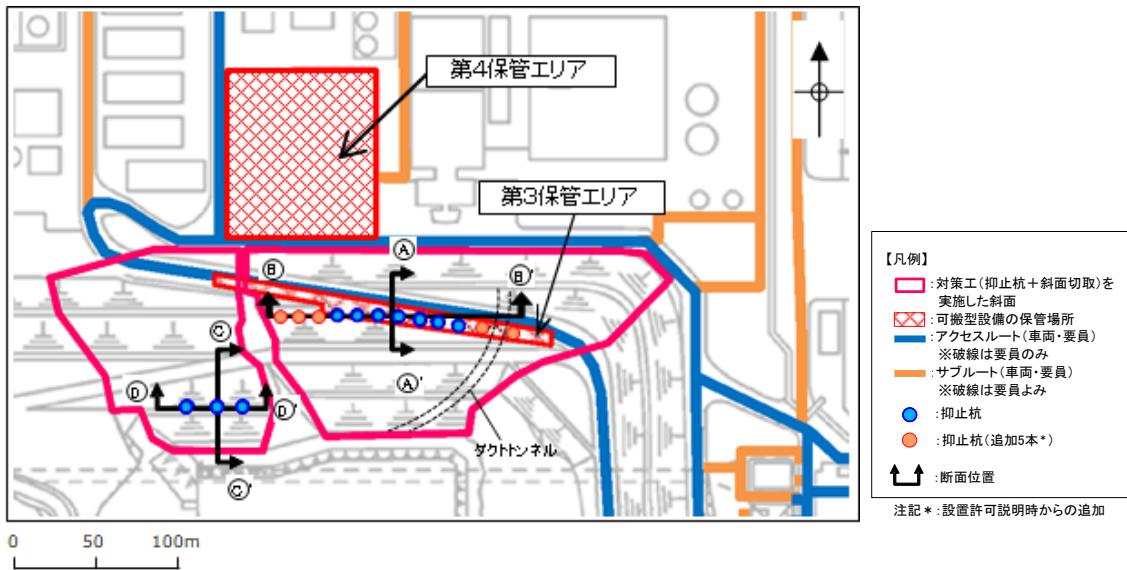 第4保管エリア
第3保管エリア
Ⓐ
Ⓑ
Ⓑ'
Ⓒ
Ⓐ'
Ⓓ
Ⓓ'
ダクトトンネル
Ⓒ'
0 50 100m
【凡例】
:対策工(抑止杭+斜面切取)を
実施した斜面
:可搬型設備の保管場所
:アクセスルート(車両・要員)
※破線は要員のみ
:サブルート(車両・要員)
※破線は要員よみ
:抑止杭
:抑止杭(追加5本*)
:断面位置
注記*:設置許可説明時からの追加